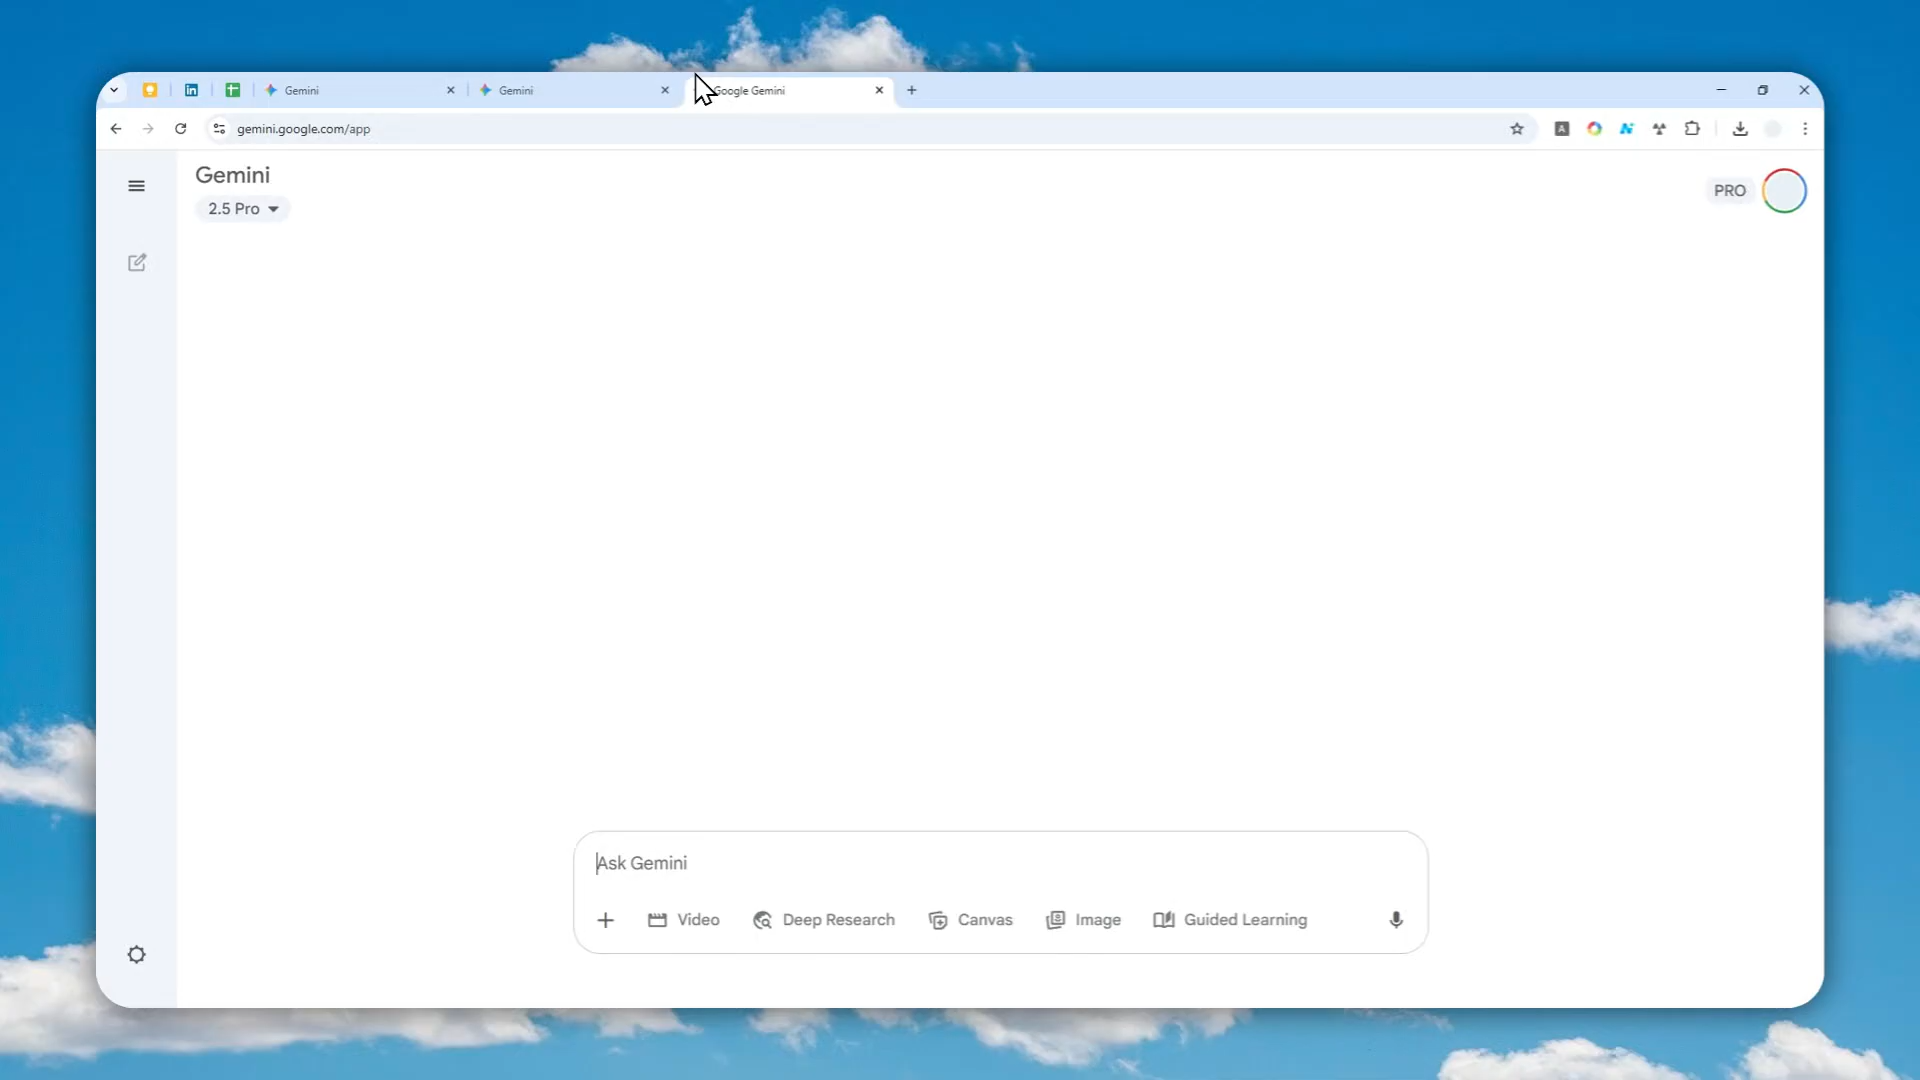 Gemini
Gemini
Google Gemini
gemini.google.com/app
Gemini
2.5 Pro
PRO
Ask Gemini
Video
Deep Research
Canvas
Image
Guided Learning